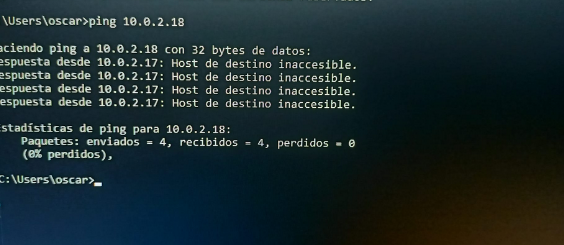 \Users\oscar>ping 10.0.2.18
aciendo ping a 10.0.2.18 con 32 bytes de datos:
espuesta desde 10.0.2.17: Host de destino inaccesible.
espuesta desde 10.0.2.17: Host de destino inaccesible.
espuesta desde 10.0.2.17: Host de destino inaccesible.
espuesta desde 10.0.2.17: Host de destino inaccesible.
stadísticas de ping para 10.0.2.18:
Paquetes: enviados = 4, recibidos = 4, perdidos = 0
(0% perdidos),
C:\Users\oscar>